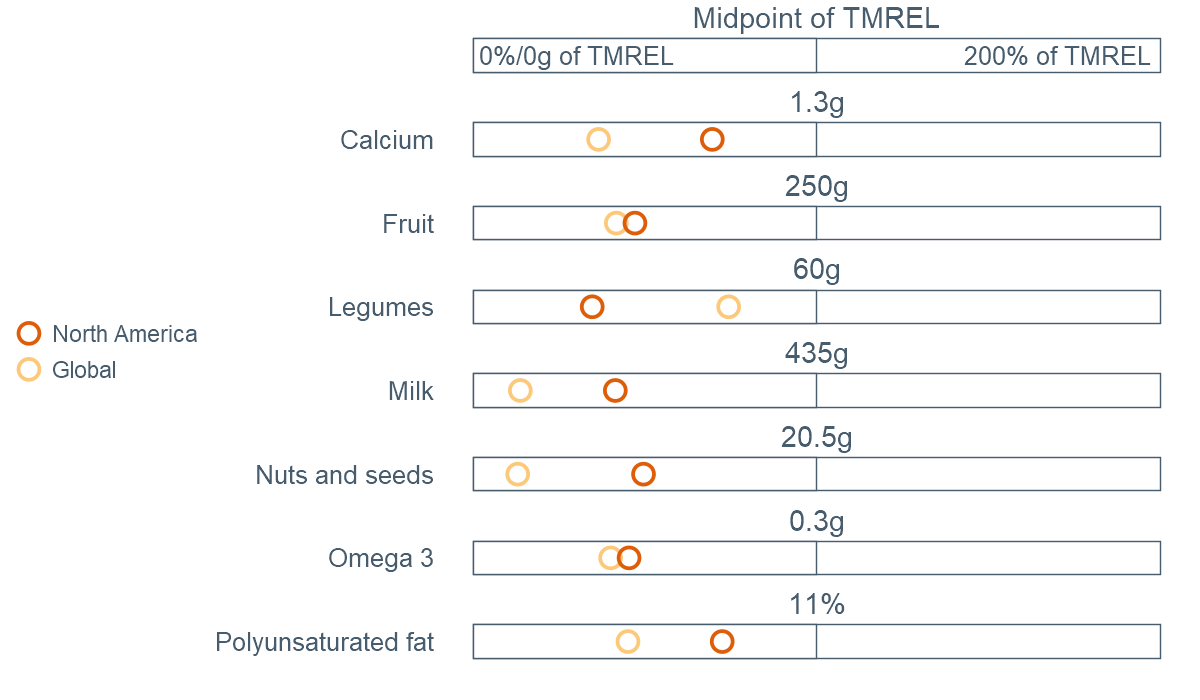 Midpoint of TMREL
0%/0g of TMREL
200% of TMREL
1.3g
Calcium
250g
Fruit
60g
Legumes
North America
Global
435g
Milk
20.5g
Nuts and seeds
0.3g
Omega 3
11%
Polyunsaturated fat